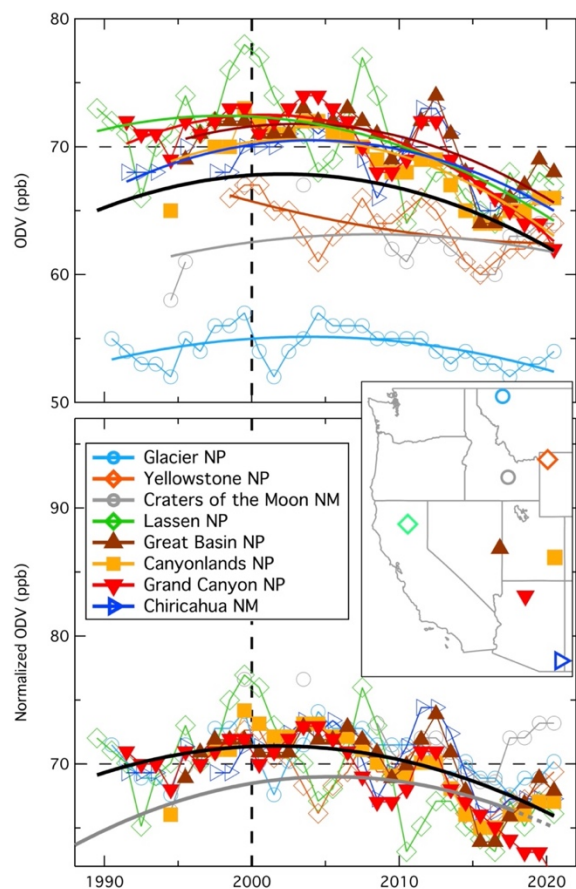 80
70
60
50
ODV (ppb)
90
80
70
Normalized ODV (ppb)
Glacier NP
Yellowstone NP
Craters of the Moon NM
Lassen NP
Great Basin NP
Canyonlands NP
Grand Canyon NP
Chiricahua NM
1990 2000 2010 2020